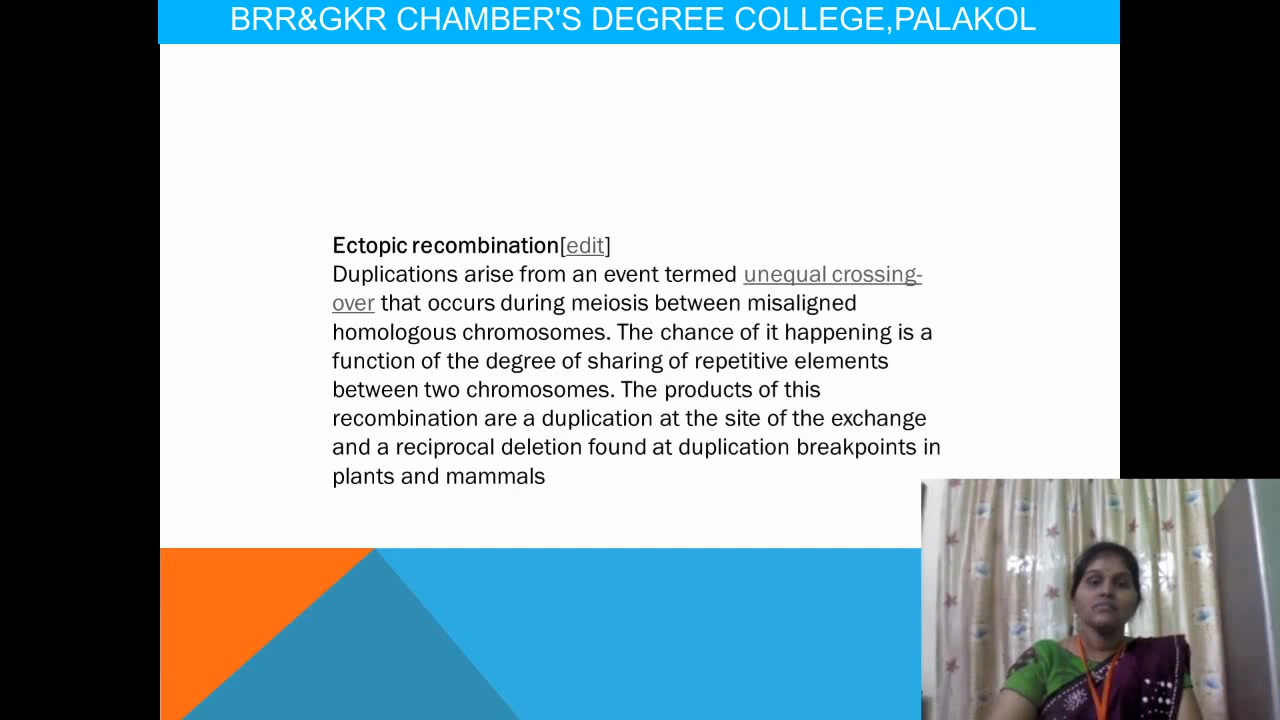 BRR&GKR CHAMBER'S DEGREE COLLEGE,PALAKOL
Ectopic recombination[edit]
Duplications arise from an event termed unequal crossing-
over that occurs during meiosis between misaligned
homologous chromosomes. The chance of it happening is a
function of the degree of sharing of repetitive elements
between two chromosomes. The products of this
recombination are a duplication at the site of the exchange
and a reciprocal deletion found at duplication breakpoints in
plants and mammals